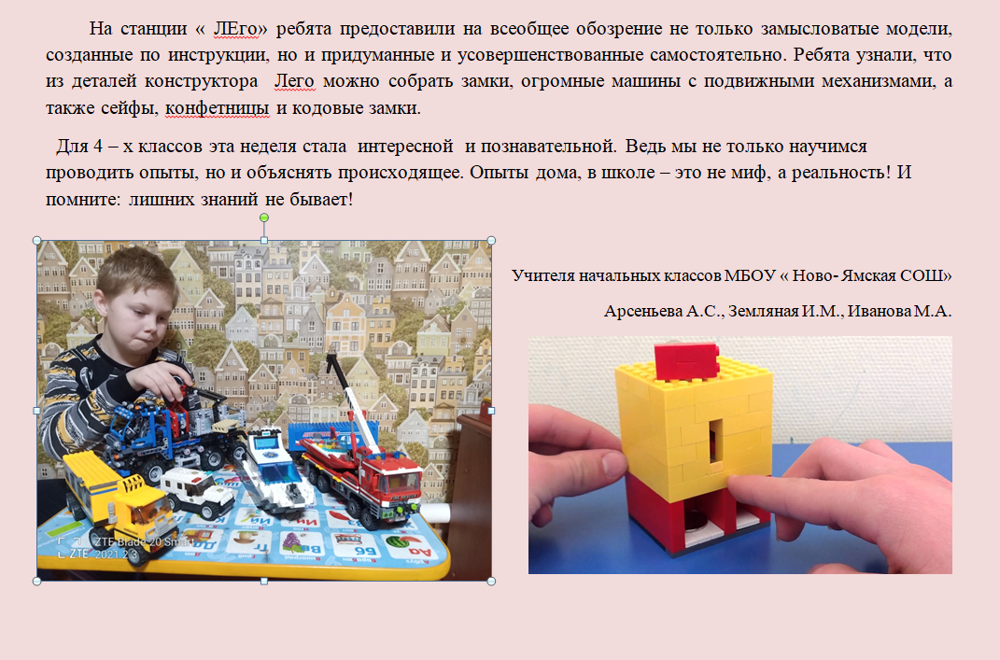 На станции « ЛЕго» ребята предоставили на всеобщее обозрение не только замысловатые модели,
созданные по инструкции, но и придуманные и усовершенствованные самостоятельно. Ребята узнали, что
из деталей конструктора Лего можно собрать замки, огромные машины с подвижными механизмами, а
также сейфы, конфетницы и кодовые замки.
Для 4 – х классов эта неделя стала интересной и познавательной. Ведь мы не только научимся
проводить опыты, но и объяснять происходящее. Опыты дома, в школе – это не миф, а реальность! И
помните: лишних знаний не бывает!
Учителя начальных классов МБОУ « Ново- Ямская СОШ»
Арсеньева А.С., Земляная И.М., Иванова М.А.
ZTE Blade 20 Smart
ZTE 2021.2.3
Аа
Бб
Вв
Гг